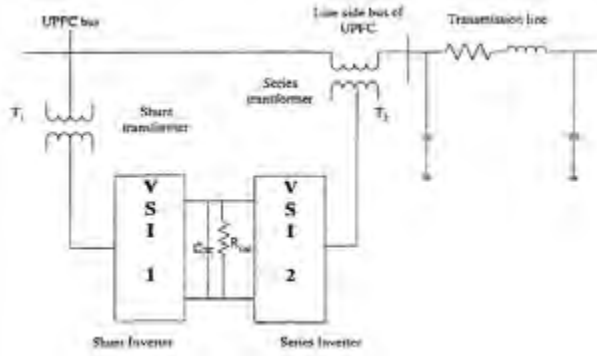 UPFC bus
Line side bus of
UPFC
Transmission line
T₁
Shunt
transformer
Series
transformer
T₂
V
S
I
1
V
S
I
2
Shunt Inverter
Series Inverter